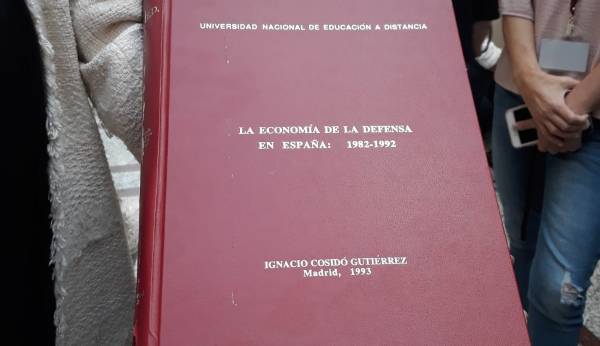 UNIVERSIDAD NACIONAL DE EDUCACIÓN A DISTANCIA
LA ECONOMÍA DE LA DEFENSA
EN ESPAÑA: 1982-1992
IGNACIO COSIDÓ GUTIÉRREZ
Madrid, 1993